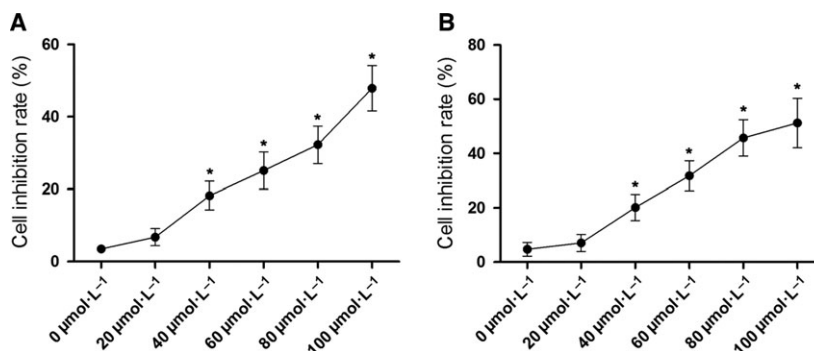 A
Cell inhibition rate (%)
60
40
20
0
*
*
*
*
0 µmol·L⁻¹
20 µmol·L⁻¹
40 µmol·L⁻¹
60 µmol·L⁻¹
80 µmol·L⁻¹
100 µmol·L⁻¹
B
Cell inhibition rate (%)
80
60
40
20
0
*
*
*
*
0 µmol·L⁻¹
20 µmol·L⁻¹
40 µmol·L⁻¹
60 µmol·L⁻¹
80 µmol·L⁻¹
100 µmol·L⁻¹